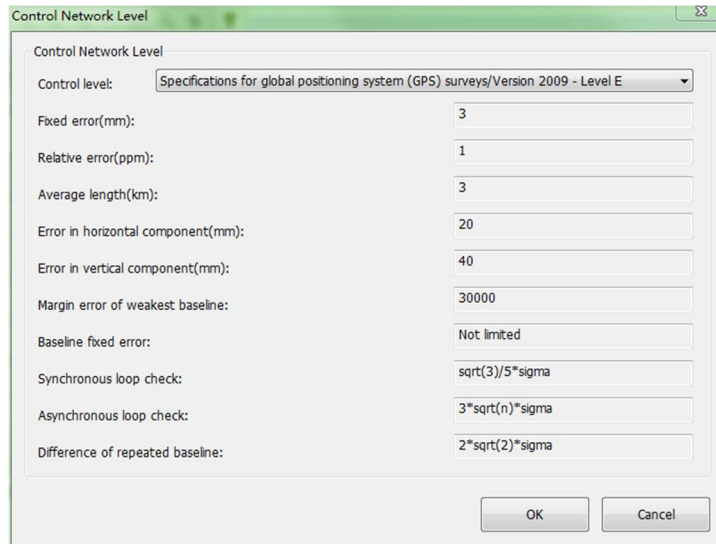 Control Network Level
Control Network Level
Control level: Specifications for global positioning system (GPS) surveys/Version 2009 - Level E
Fixed error(mm): 3
Relative error(ppm): 1
Average length(km): 3
Error in horizontal component(mm): 20
Error in vertical component(mm): 40
Margin error of weakest baseline: 30000
Baseline fixed error: Not limited
Synchronous loop check: sqrt(3)/5*sigma
Asynchronous loop check: 3*sqrt(n)*sigma
Difference of repeated baseline: 2*sqrt(2)*sigma
OK Cancel